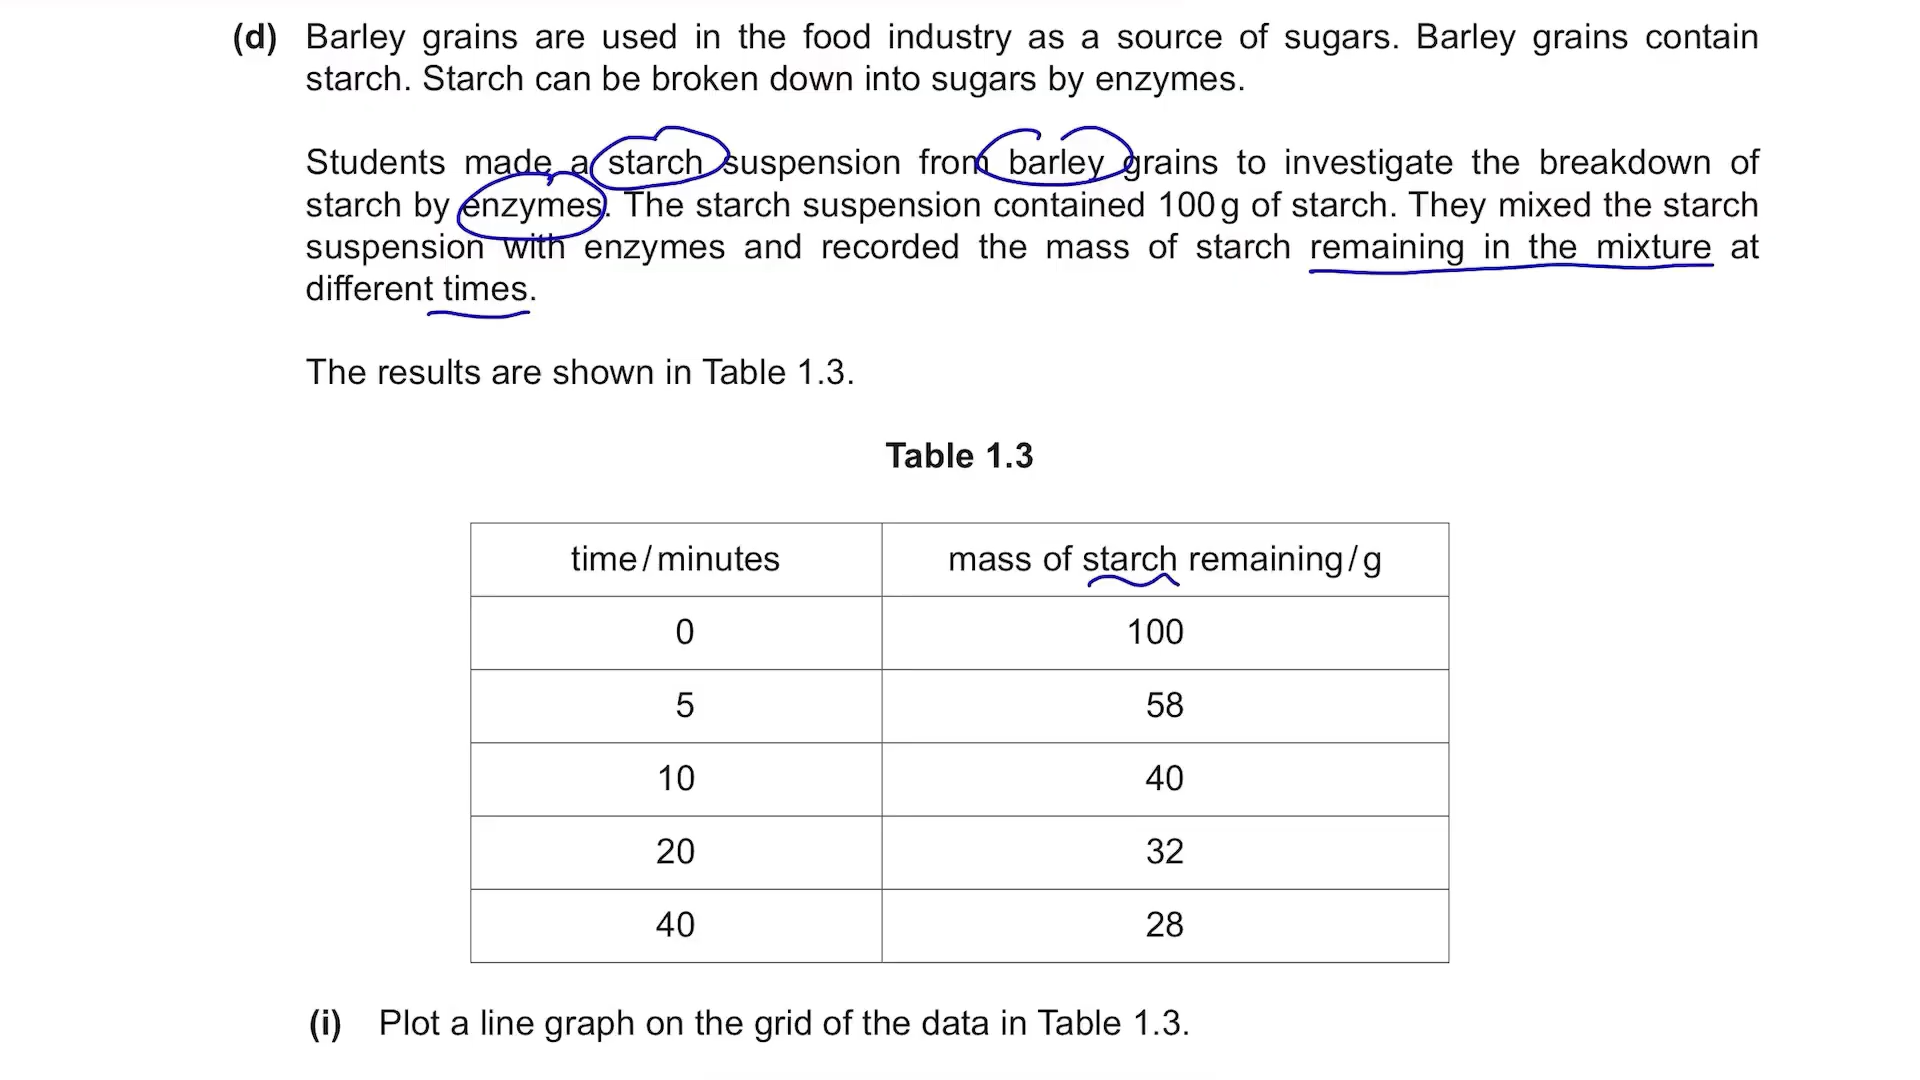 (d) Barley grains are used in the food industry as a source of sugars. Barley grains contain
starch. Starch can be broken down into sugars by enzymes.
Students made a starch suspension from barley grains to investigate the breakdown of
starch by enzymes. The starch suspension contained 100 g of starch. They mixed the starch
suspension with enzymes and recorded the mass of starch remaining in the mixture at
different times.
The results are shown in Table 1.3.
Table 1.3
time / minutes mass of starch remaining / g
0 100
5 58
10 40
20 32
40 28
(i) Plot a line graph on the grid of the data in Table 1.3.